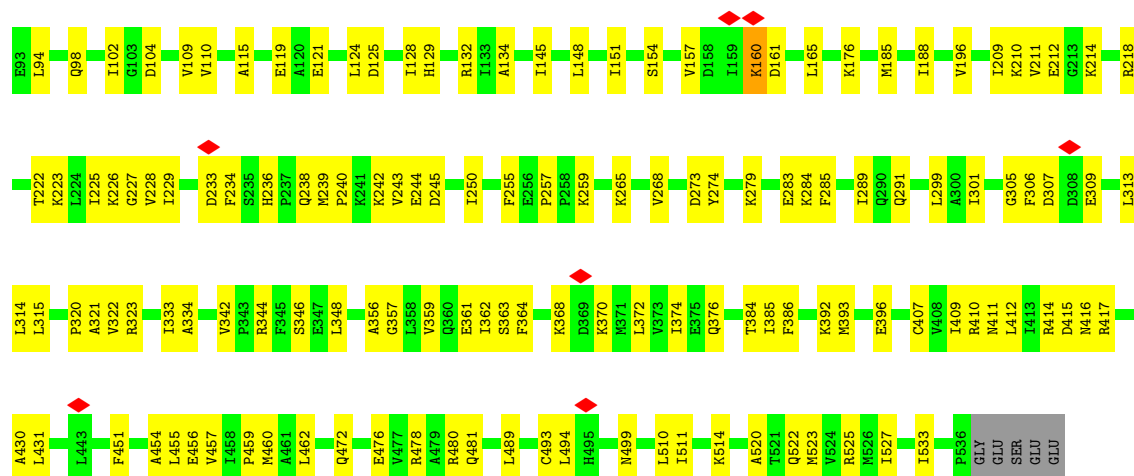 E93 L94 Q98 I102 G103 D104 V109 V110 A115 E119 A120 E121 L124 D125 I128 H129 R132 I133 A134 I145 L148 I151 S154 V157 D158 I159 K160 D161 L165 K176 M185 I188 V196 I209 K210 V211 E212 G213 K214 R218
T222 K223 L224 I225 K226 G227 V228 I229 D233 F234 S235 H236 P237 Q238 M239 P240 K241 K242 V243 E244 D245 I250 F255 E256 P257 P258 K259 K265 V268 D273 Y274 K279 E283 K284 F285 I289 Q290 Q291 L299 A300 I301 G305 F306 D307 D308 E309 L313
L314 L315 P320 A321 V322 R323 I333 A334 V342 P343 R344 F345 S346 E347 L348 A356 G357 L358 V359 Q360 E361 I362 S363 F364 K368 D369 K370 M371 L372 V373 I374 E375 Q376 T384 I385 F386 K392 M393 E396 C407 V408 I409 R410 N411 L412 I413 R414 D415 N416 R417
A430 L431 L443 F451 A454 L455 E456 V457 I458 P459 M460 A461 L462 Q472 E476 V477 R478 A479 R480 Q481 L489 C493 L494 H495 N499 L510 I511 K514 A520 T521 Q522 M523 V524 R525 M526 I527 I533 P536 GLY GLU SER GLU GLU